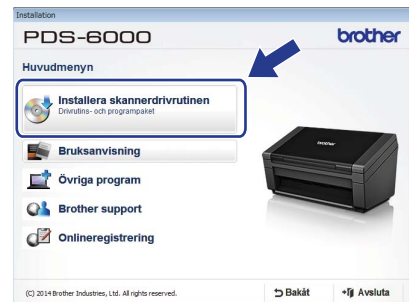 Installation
PDS-6000
brother
Huvudmenyn
Installera skannerdrivrutinen
Drivrutins- och programpaket
Bruksanvisning
Övriga program
Brother support
Onlineregistrering
brother
(C) 2014 Brother Industries, Ltd. All rights reserved.
Bakåt
Avsluta